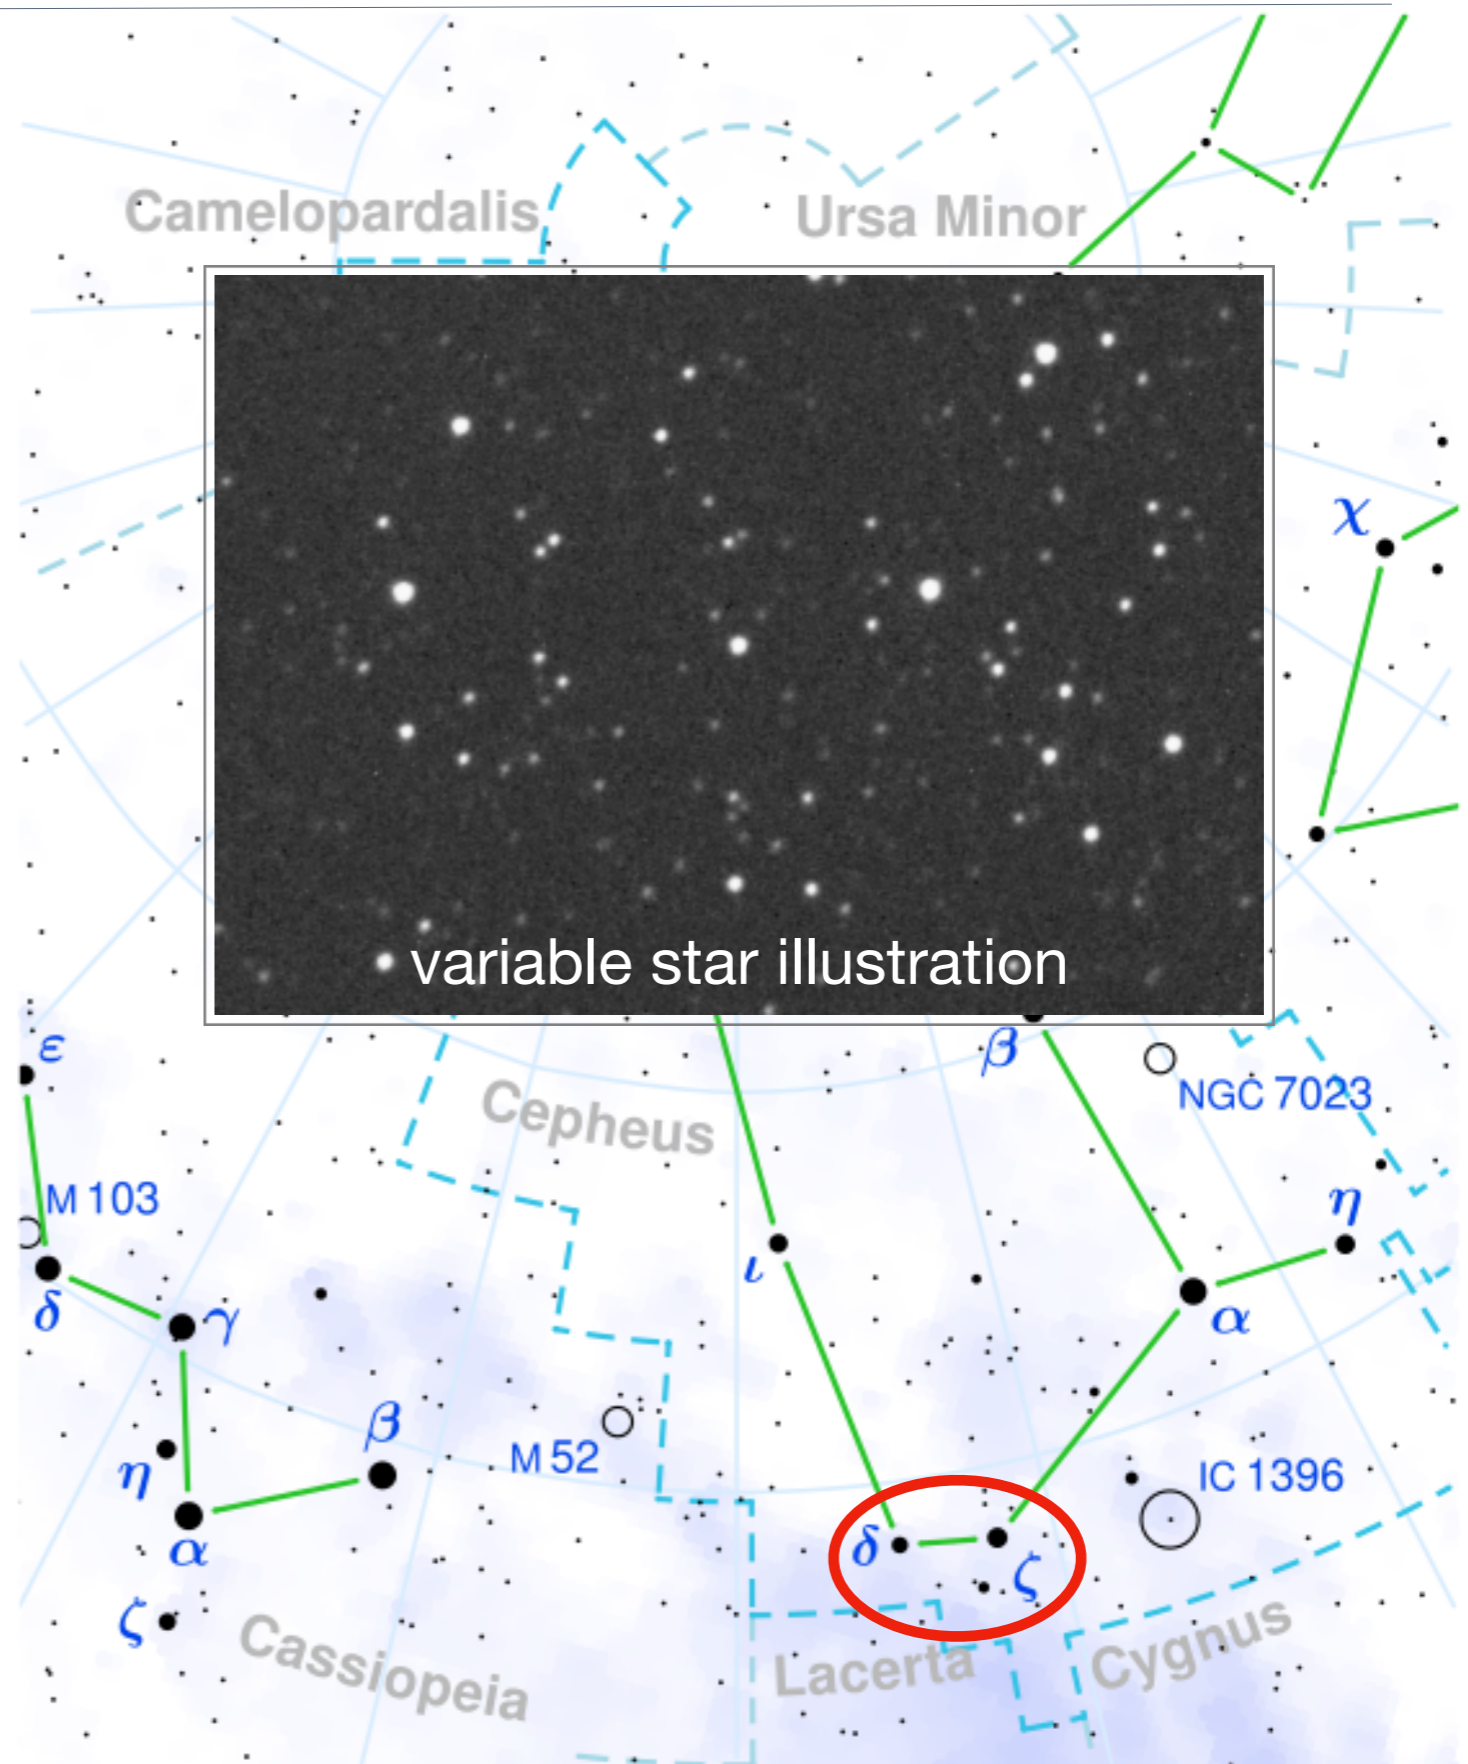 Camelopardalis
Ursa Minor
χ
variable star illustration
ε
β
NGC 7023
Cepheus
M 103
η
ι
δ
γ
α
β
M 52
η
IC 1396
α
δ
ζ
ζ
Cassiopeia
Lacerta
Cygnus